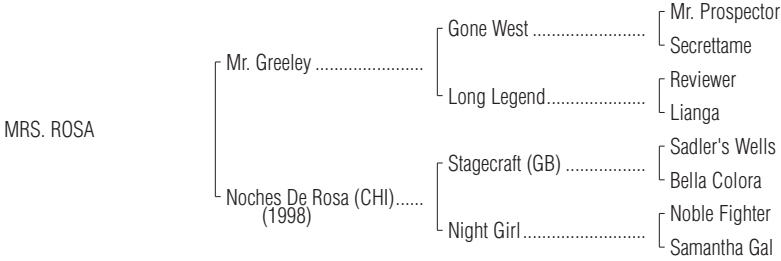 Mr. Prospector
Gone West ........................
Secrettame
Mr. Greeley .......................
Reviewer
Long Legend.....................
Lianga
MRS. ROSA
Sadler's Wells
Stagecraft (GB) .................
Bella Colora
Noches De Rosa (CHI)......
(1998)
Noble Fighter
Night Girl..........................
Samantha Gal